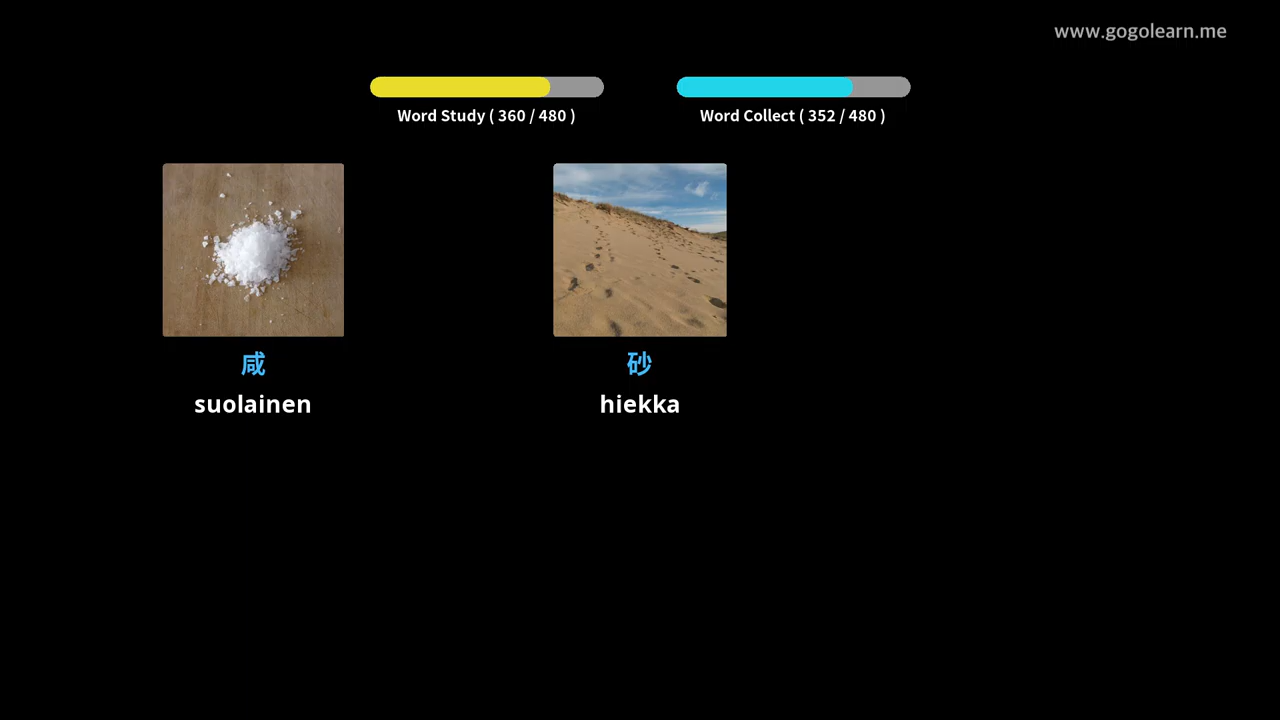 www.gogolearn.me
Word Study ( 360 / 480 )
Word Collect ( 352 / 480 )
咸
砂
suolainen
hiekka